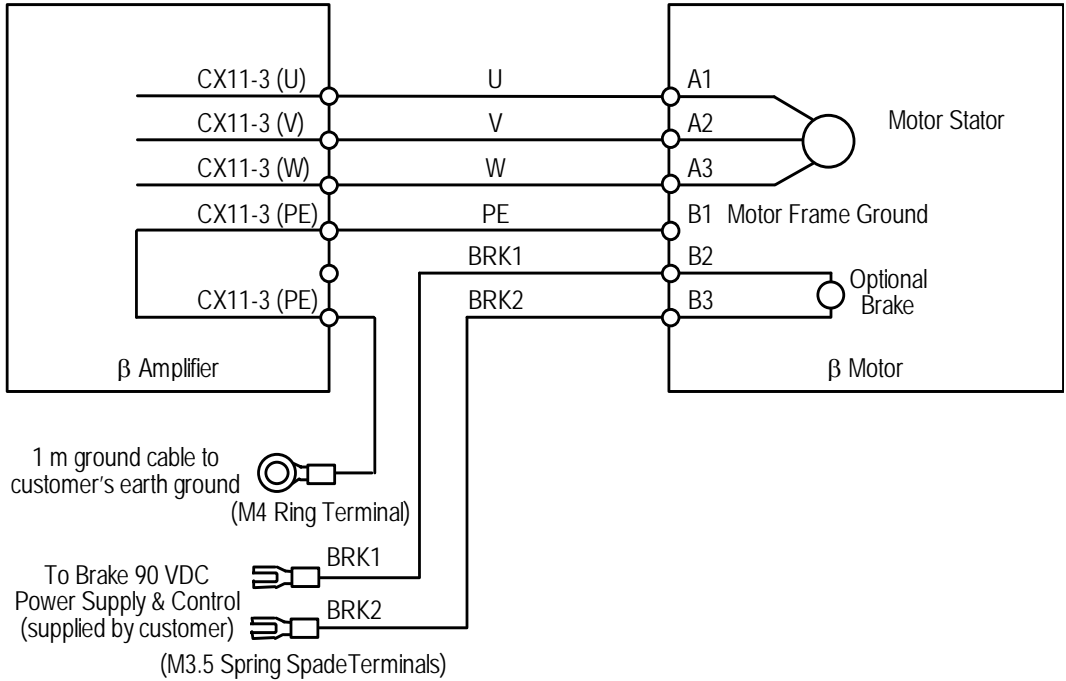 CX11-3 (U) U A1
CX11-3 (V) V A2 Motor Stator
CX11-3 (W) W A3
CX11-3 (PE) PE B1 Motor Frame Ground
BRK1 B2
CX11-3 (PE) BRK2 B3
Optional
Brake
β Amplifier
β Motor
1 m ground cable to
customer's earth ground
(M4 Ring Terminal)
BRK1
To Brake 90 VDC
Power Supply & Control
(supplied by customer)
BRK2
(M3.5 Spring SpadeTerminals)